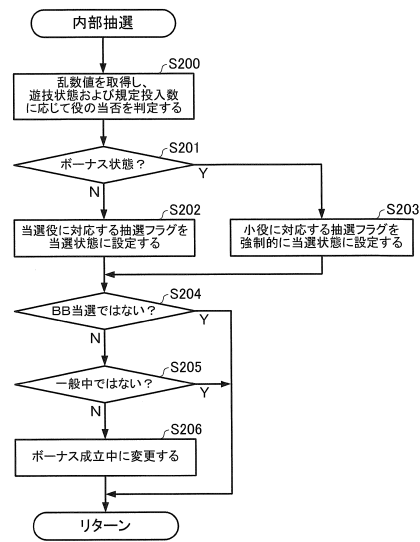 内部抽選
S200
乱数値を取得し、
遊技状態および規定投入数
に応じて役の当否を判定する
S201
ボーナス状態？
N
Y
S202
当選役に対応する抽選フラグを
当選状態に設定する
S203
小役に対応する抽選フラグを
強制的に当選状態に設定する
S204
BB当選ではない？
Y
N
S205
一般中ではない？
Y
N
S206
ボーナス成立中に変更する
リターン